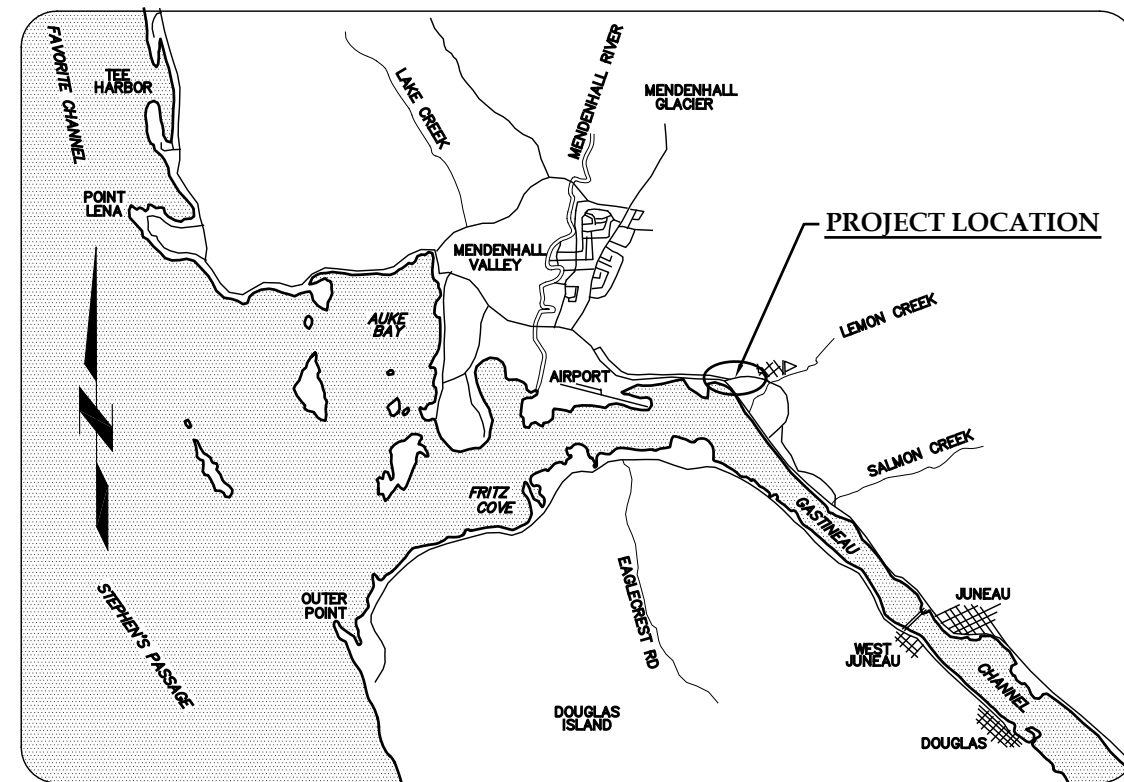 FAVORITE CHANNEL
TEE
HARBOR
LAKE CREEK
MENDENHALL RIVER
MENDENHALL
GLACIER
POINT
LENA
MENDENHALL
VALLEY
PROJECT LOCATION
AUKE
BAY
LEMON CREEK
AIRPORT
SALMON CREEK
FRITZ
COVE
GASTINEAU
EAGLECREST RD
OUTER
POINT
STEPHEN'S PASSAGE
JUNEAU
WEST
JUNEAU
CHANNEL
DOUGLAS
ISLAND
DOUGLAS